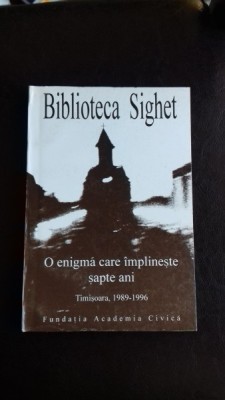 Biblioteca Sighet
O enigmă care împlinește
șapte ani
Timișoara, 1989-1996
Fundația Academia Civică